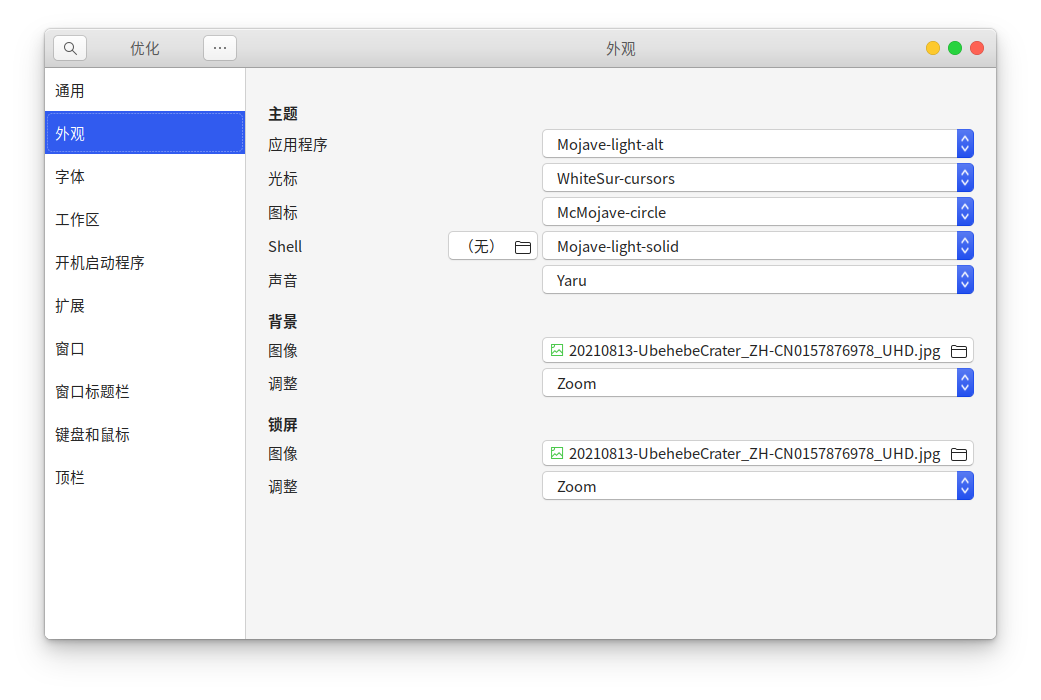 优化 ··· 外观
通用
外观
字体
工作区
开机启动程序
扩展
窗口
窗口标题栏
键盘和鼠标
顶栏
主题
应用程序 Mojave-light-alt
光标 WhiteSur-cursors
图标 McMojave-circle
Shell （无） Mojave-light-solid
声音 Yaru
背景
图像 20210813-UbehebeCrater_ZH-CN0157876978_UHD.jpg
调整 Zoom
锁屏
图像 20210813-UbehebeCrater_ZH-CN0157876978_UHD.jpg
调整 Zoom